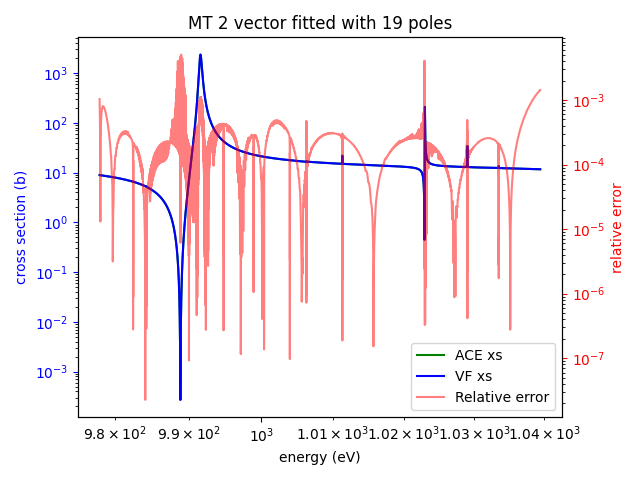 MT 2 vector fitted with 19 poles
10³
10²
10¹
10⁰
10⁻¹
10⁻²
10⁻³
cross section (b)
10⁻³
10⁻⁴
10⁻⁵
10⁻⁶
10⁻⁷
relative error
ACE xs
VF xs
Relative error
9.8 × 10² 9.9 × 10² 10³ 1.01 × 10³ 1.02 × 10³ 1.03 × 10³ 1.04 × 10³
energy (eV)